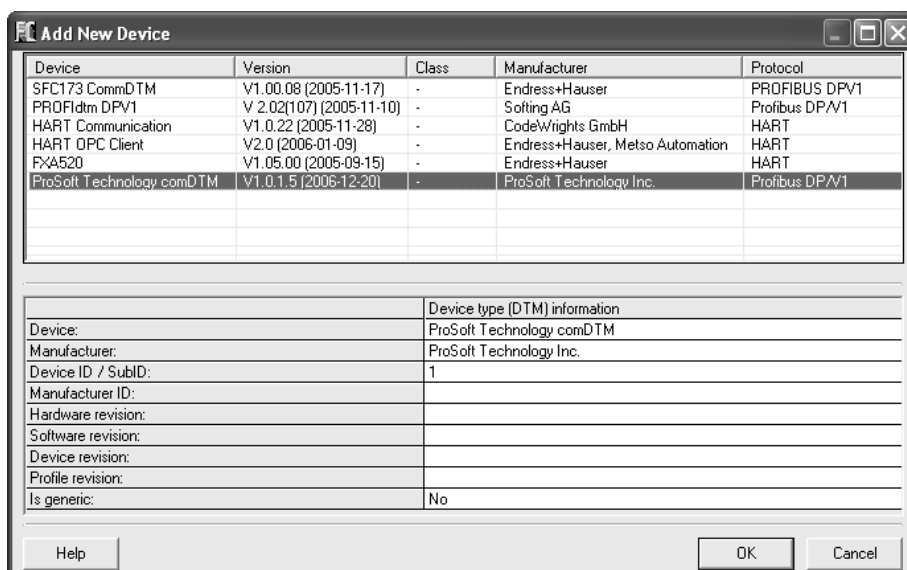 FC Add New Device
Device Version Class Manufacturer Protocol
SFC173 CommDTM V1.00.08 (2005-11-17) - Endress+Hauser PROFIBUS DPV1
PROFIdtm DPV1 V 2.02(107) (2005-11-10) - Softing AG Profibus DP/V1
HART Communication V1.0.22 (2005-11-28) - CodeWrights GmbH HART
HART OPC Client V2.0 (2006-01-09) - Endress+Hauser, Metso Automation HART
FXA520 V1.05.00 (2005-09-15) - Endress+Hauser HART
ProSoft Technology comDTM V1.0.1.5 (2006-12-20) - ProSoft Technology Inc. Profibus DP/V1
Device type (DTM) information
Device: ProSoft Technology comDTM
Manufacturer: ProSoft Technology Inc.
Device ID / SubID: 1
Manufacturer ID:
Hardware revision:
Software revision:
Device revision:
Profile revision:
Is generic: No
Help OK Cancel